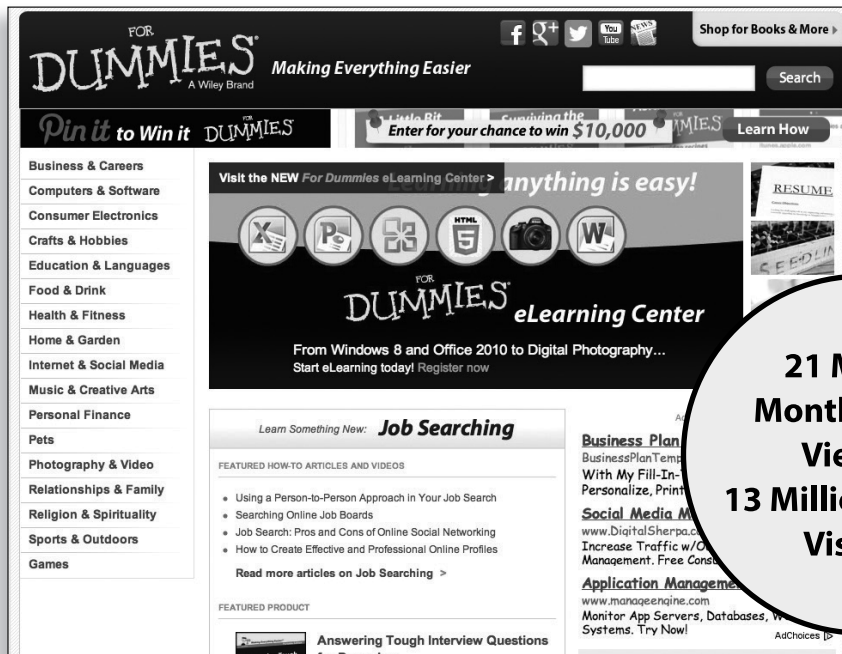 FOR
DUMMIES
A Wiley Brand
Making Everything Easier
f g+ You Tube NEWS
Shop for Books & More
Search
Pin it to Win it DUMMIES
Enter for your chance to win $10,000
Learn How
Business & Careers
Computers & Software
Consumer Electronics
Crafts & Hobbies
Education & Languages
Food & Drink
Health & Fitness
Home & Garden
Internet & Social Media
Music & Creative Arts
Personal Finance
Pets
Photography & Video
Relationships & Family
Religion & Spirituality
Sports & Outdoors
Games
Visit the NEW For Dummies eLearning Center >
anything is easy!
X P HTML 5 W
FOR
DUMMIES
eLearning Center
From Windows 8 and Office 2010 to Digital Photography...
Start eLearning today! Register now
RESUME
Learn Something New: Job Searching
FEATURED HOW-TO ARTICLES AND VIDEOS
• Using a Person-to-Person Approach in Your Job Search
• Searching Online Job Boards
• Job Search: Pros and Cons of Online Social Networking
• How to Create Effective and Professional Online Profiles
Read more articles on Job Searching >
FEATURED PRODUCT
Answering Tough Interview Questions
Business Plan
BusinessPlanTemp
With My Fill-In-
Personalize, Print
Social Media M
www.DigitalSherpa.c
Increase Traffic w/O
Management. Free Cons
Application Manageme
www.manageengine.com
Monitor App Servers, Databases, W
Systems. Try Now!
AdChoices
21 M
Month
Vie
13 Millio
Vis